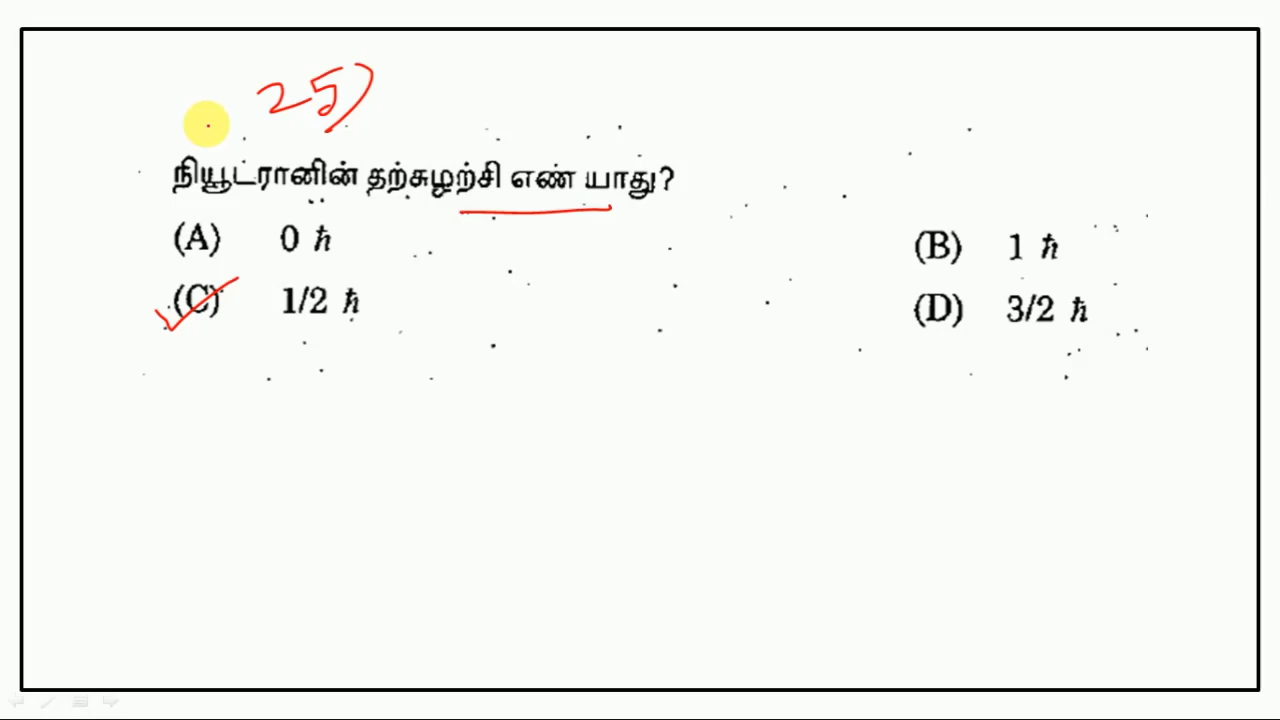 25)
நியூட்ரானின் தற்சுழற்சி எண் யாது?
(A) 0 ħ
(B) 1 ħ
(C) 1/2 ħ
(D) 3/2 ħ